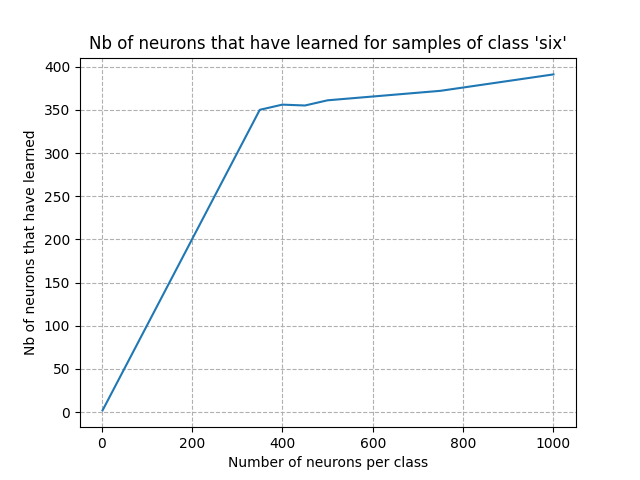 Nb of neurons that have learned for samples of class 'six'
400
350
300
250
200
150
100
50
0
Nb of neurons that have learned
0 200 400 600 800 1000
Number of neurons per class